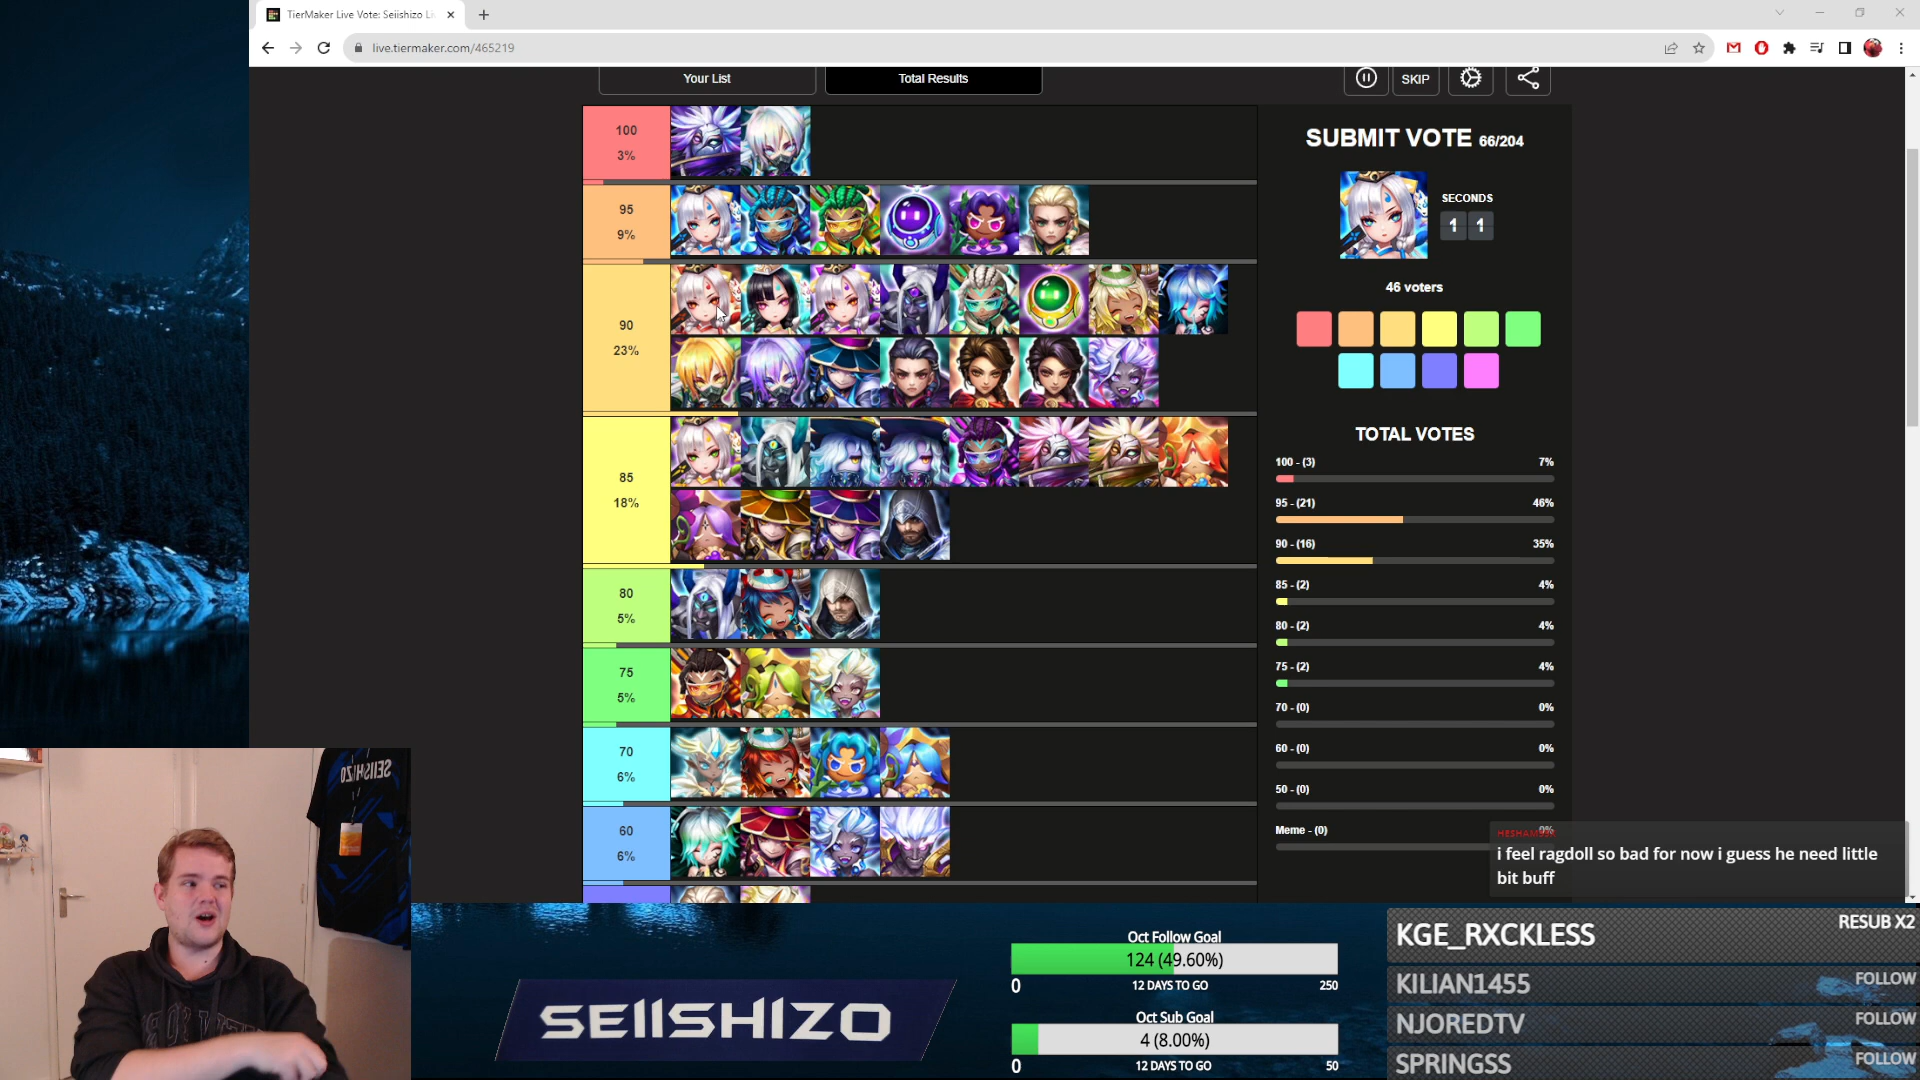 TierMaker Live Vote: Seiishizo Li
live.tiermaker.com/465219
Your List
Total Results
SKIP
100
3%
95
9%
90
23%
85
18%
80
5%
75
5%
70
6%
60
6%
SUBMIT VOTE 66/204
SECONDS
1 1
46 voters
TOTAL VOTES
100 - (3) 7%
95 - (21) 46%
90 - (16) 35%
85 - (2) 4%
80 - (2) 4%
75 - (2) 4%
70 - (0) 0%
60 - (0) 0%
50 - (0) 0%
Meme - (0) 0%
i feel ragdoll so bad for now i guess he need little
bit buff
SEIISHIZO
SEIISHIZO
Oct Follow Goal
124 (49.60%)
0 12 DAYS TO GO 250
Oct Sub Goal
4 (8.00%)
0 12 DAYS TO GO 50
KGE_RXCKLESS RESUB X2
KILIAN1455 FOLLOW
NJOREDTV FOLLOW
SPRINGSS FOLLOW